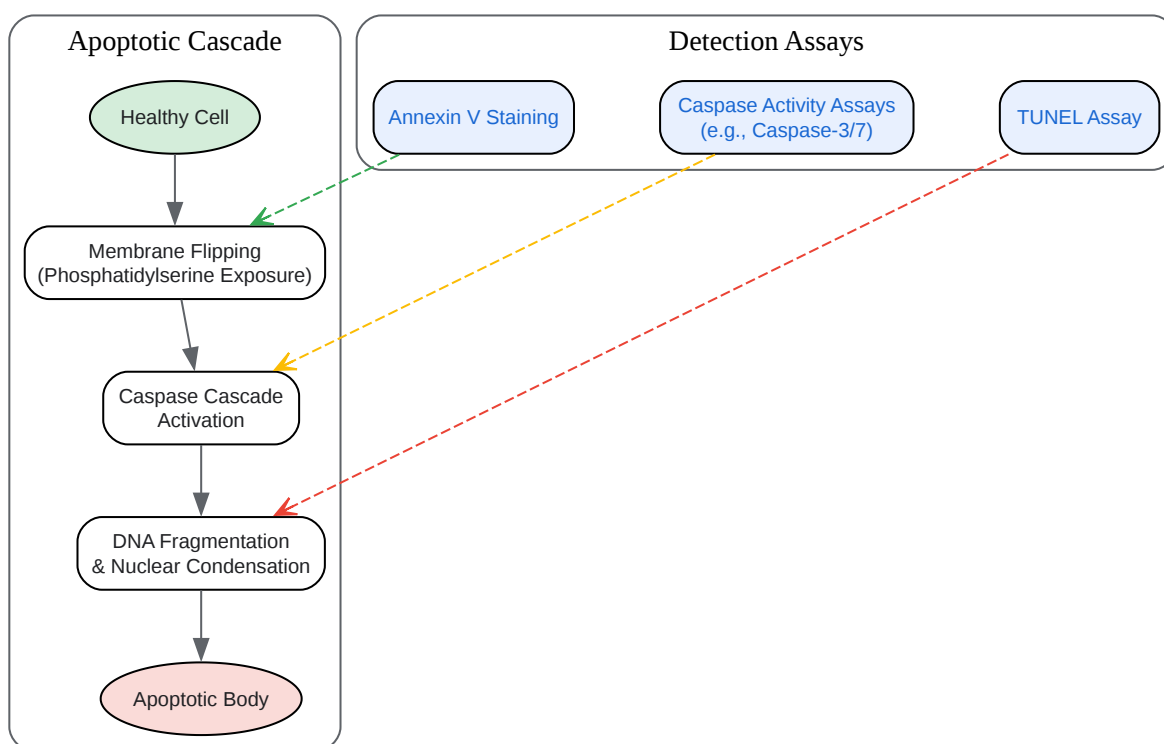 Apoptotic Cascade
Healthy Cell
Membrane Flipping
(Phosphatidylserine Exposure)
Caspase Cascade
Activation
DNA Fragmentation
& Nuclear Condensation
Apoptotic Body
Detection Assays
Annexin V Staining
Caspase Activity Assays
(e.g., Caspase-3/7)
TUNEL Assay